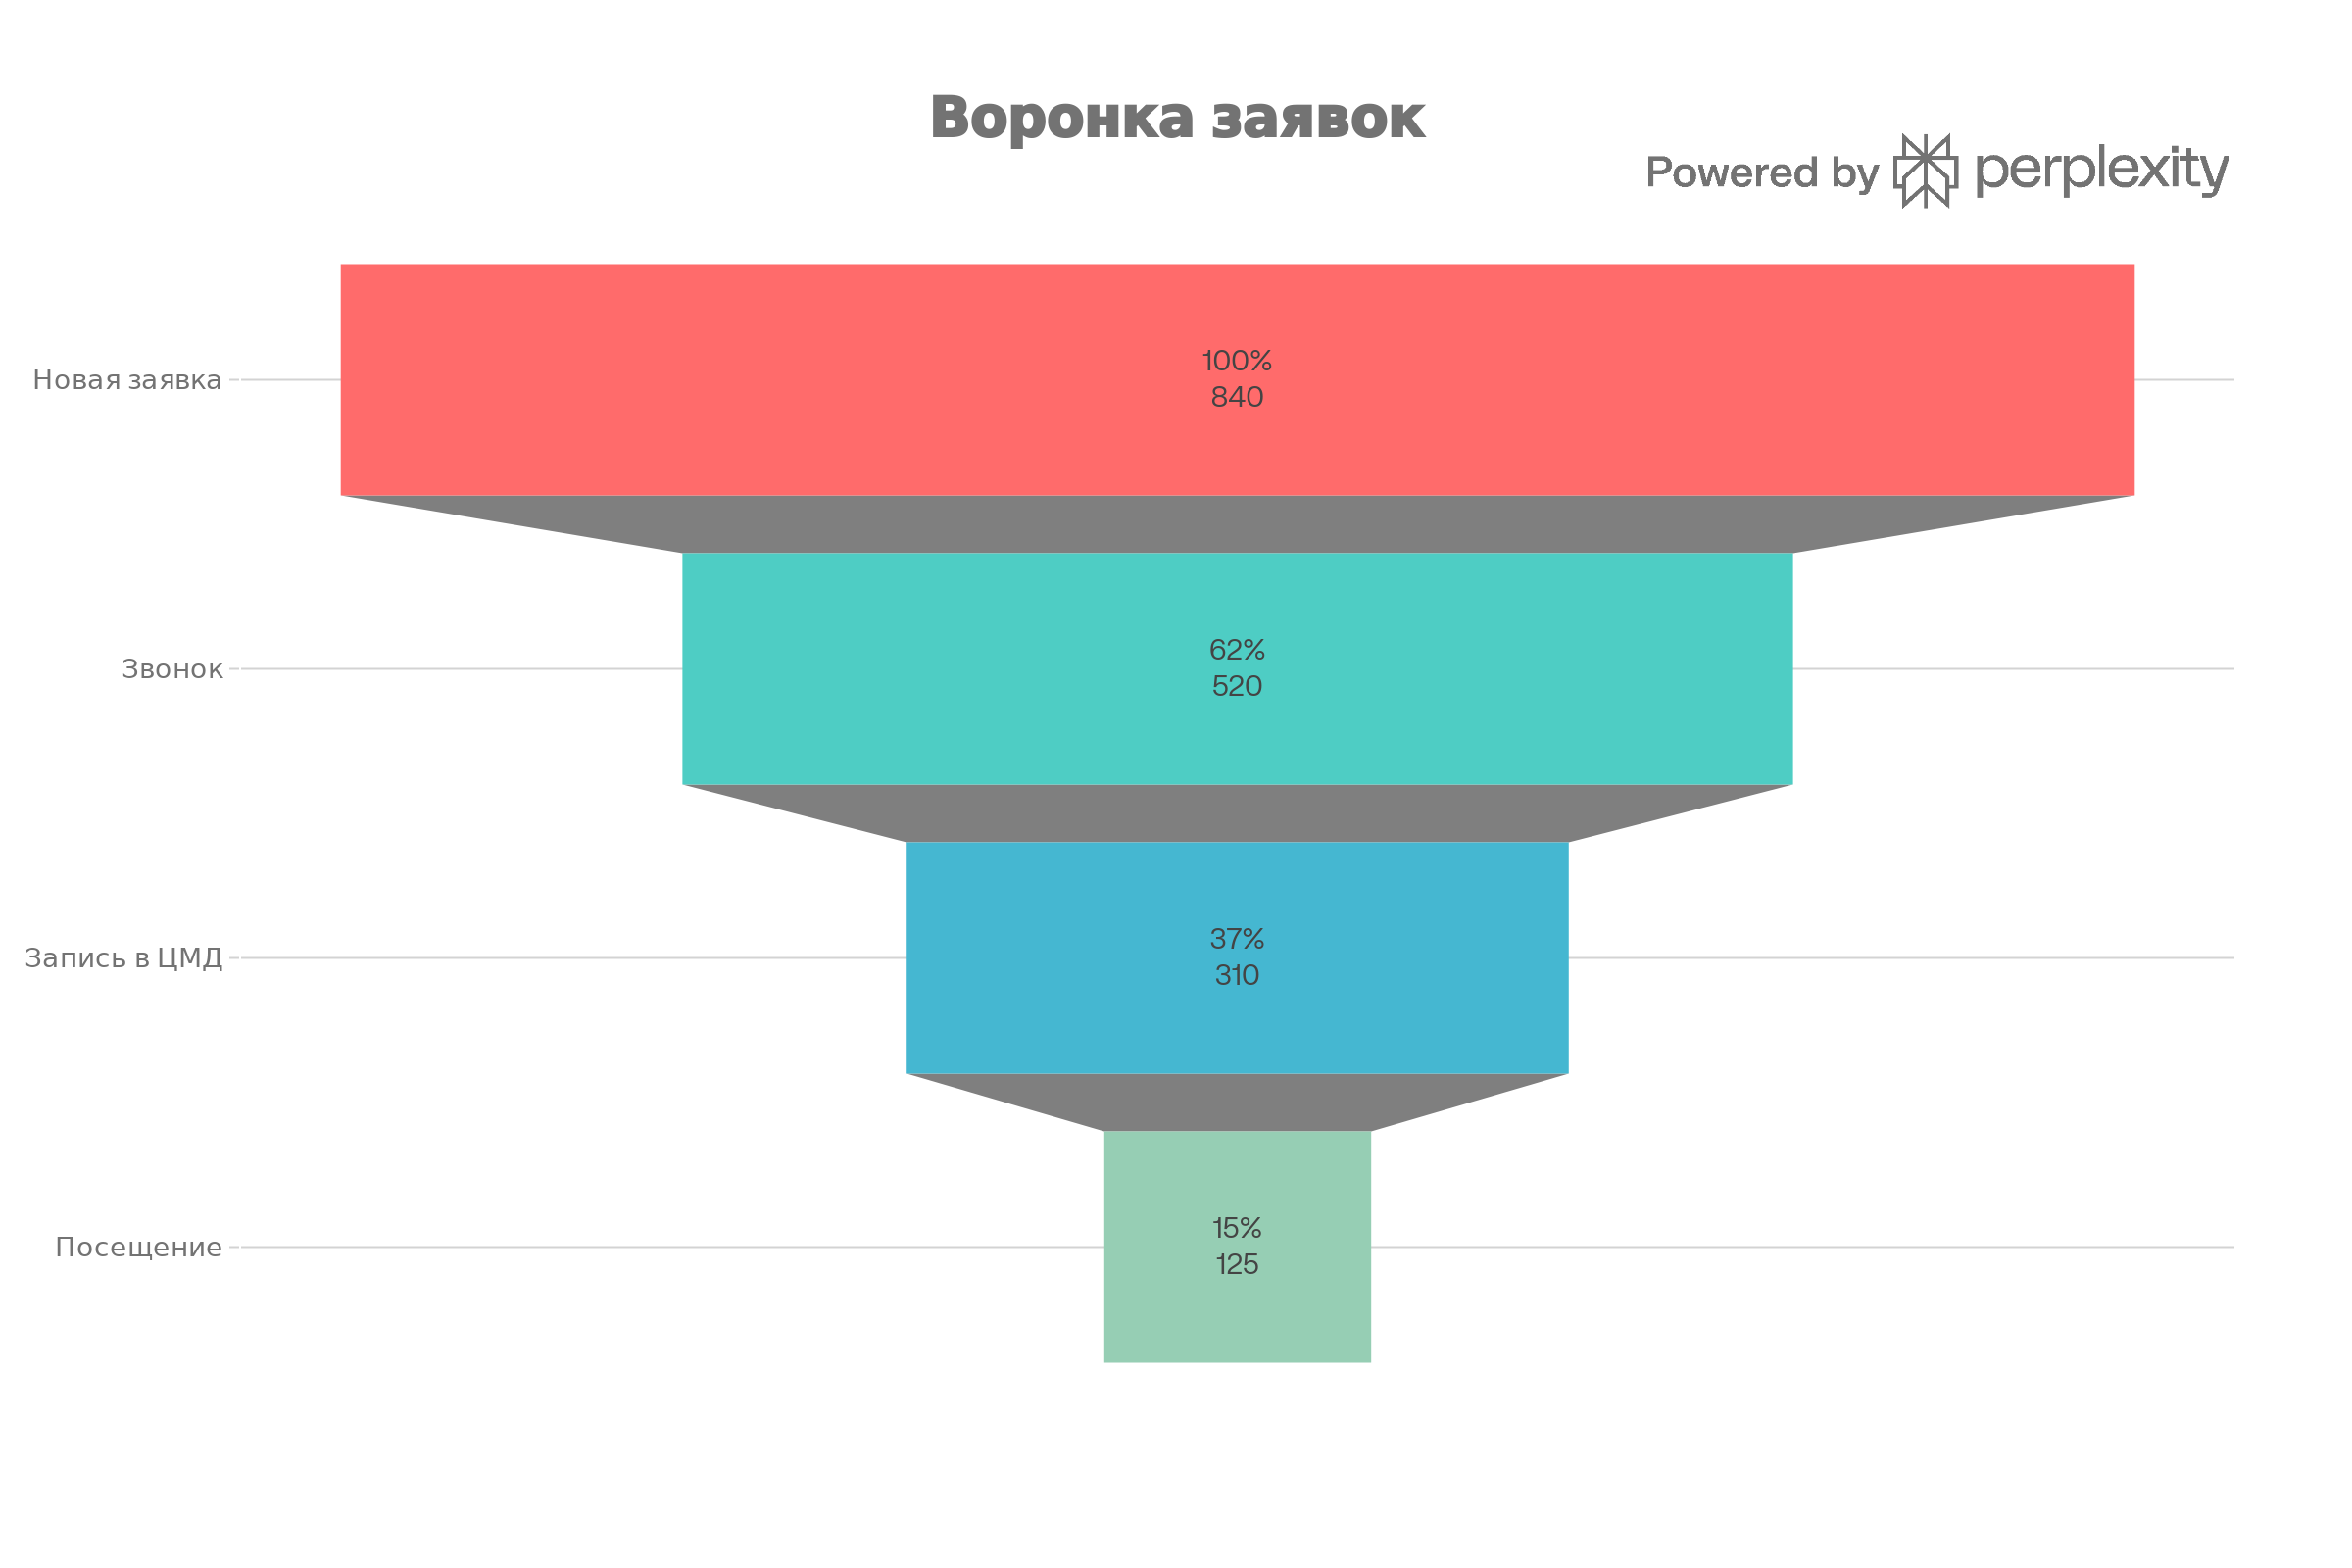 Воронка заявок
Powered by perplexity
Новая заявка
100%
840
Звонок
62%
520
Запись в ЦМД
37%
310
Посещение
15%
125